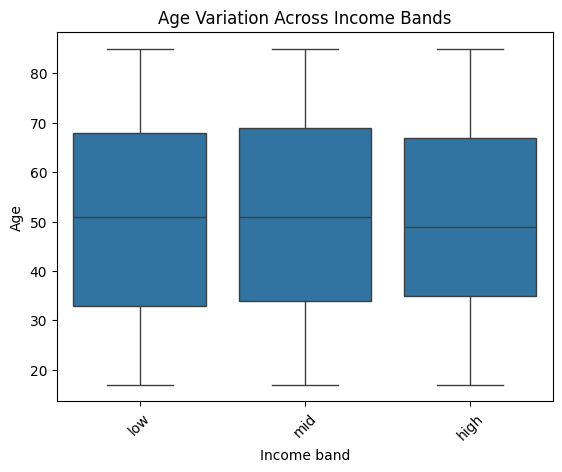 Age Variation Across Income Bands
Age
80
70
60
50
40
30
20
low
mid
high
Income band